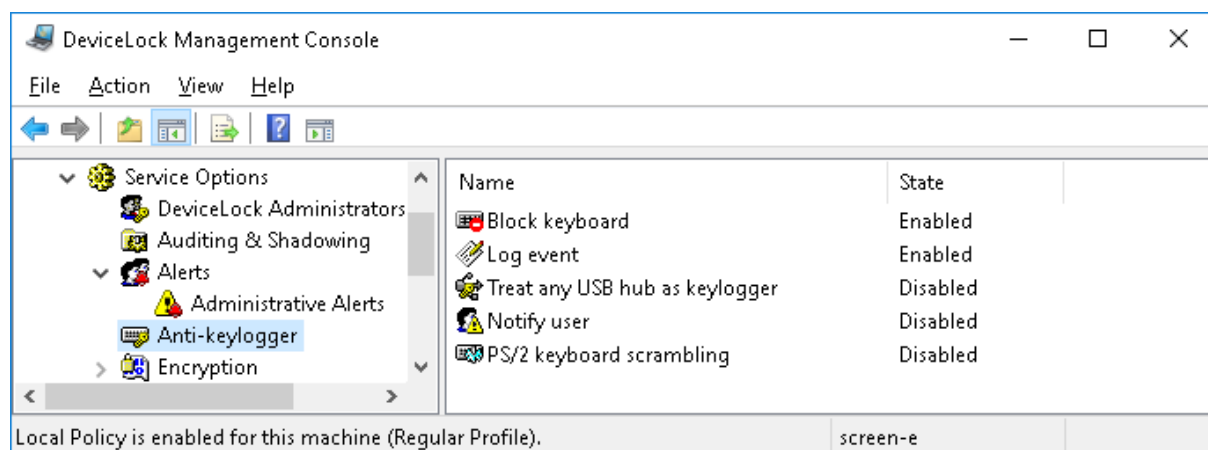 DeviceLock Management Console
File Action View Help
Service Options
DeviceLock Administrators
Auditing & Shadowing
Alerts
Administrative Alerts
Anti-keylogger
Encryption
Name State
Block keyboard Enabled
Log event Enabled
Treat any USB hub as keylogger Disabled
Notify user Disabled
PS/2 keyboard scrambling Disabled
Local Policy is enabled for this machine (Regular Profile). screen-e